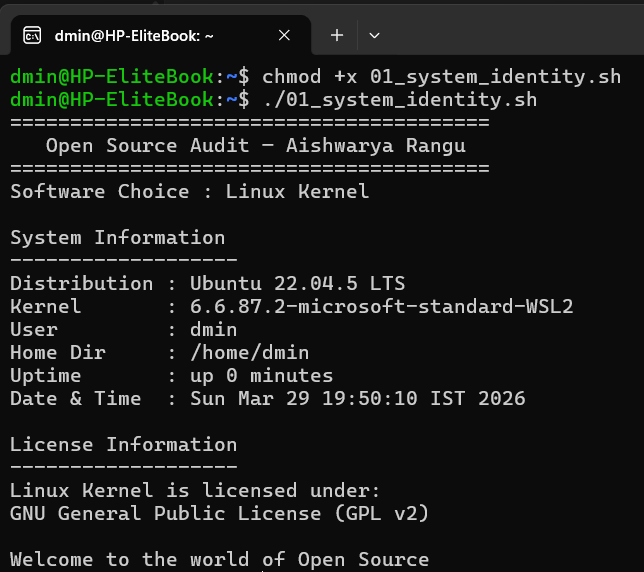 dmin@HP-EliteBook: ~
dmin@HP-EliteBook:~$ chmod +x 01_system_identity.sh
dmin@HP-EliteBook:~$ ./01_system_identity.sh
========================================
   Open Source Audit — Aishwarya Rangu
========================================
Software Choice : Linux Kernel

System Information
-------------------
Distribution : Ubuntu 22.04.5 LTS
Kernel       : 6.6.87.2-microsoft-standard-WSL2
User         : dmin
Home Dir     : /home/dmin
Uptime       : up 0 minutes
Date & Time  : Sun Mar 29 19:50:10 IST 2026

License Information
-------------------
Linux Kernel is licensed under:
GNU General Public License (GPL v2)

Welcome to the world of Open Source